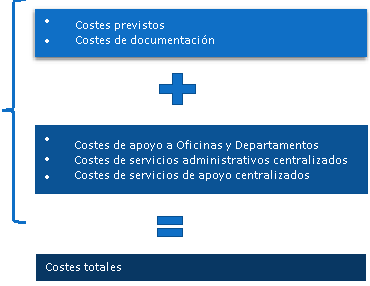 • Costes previstos
• Costes de documentación
+
• Costes de apoyo a Oficinas y Departamentos
• Costes de servicios administrativos centralizados
• Costes de servicios de apoyo centralizados
=
Costes totales